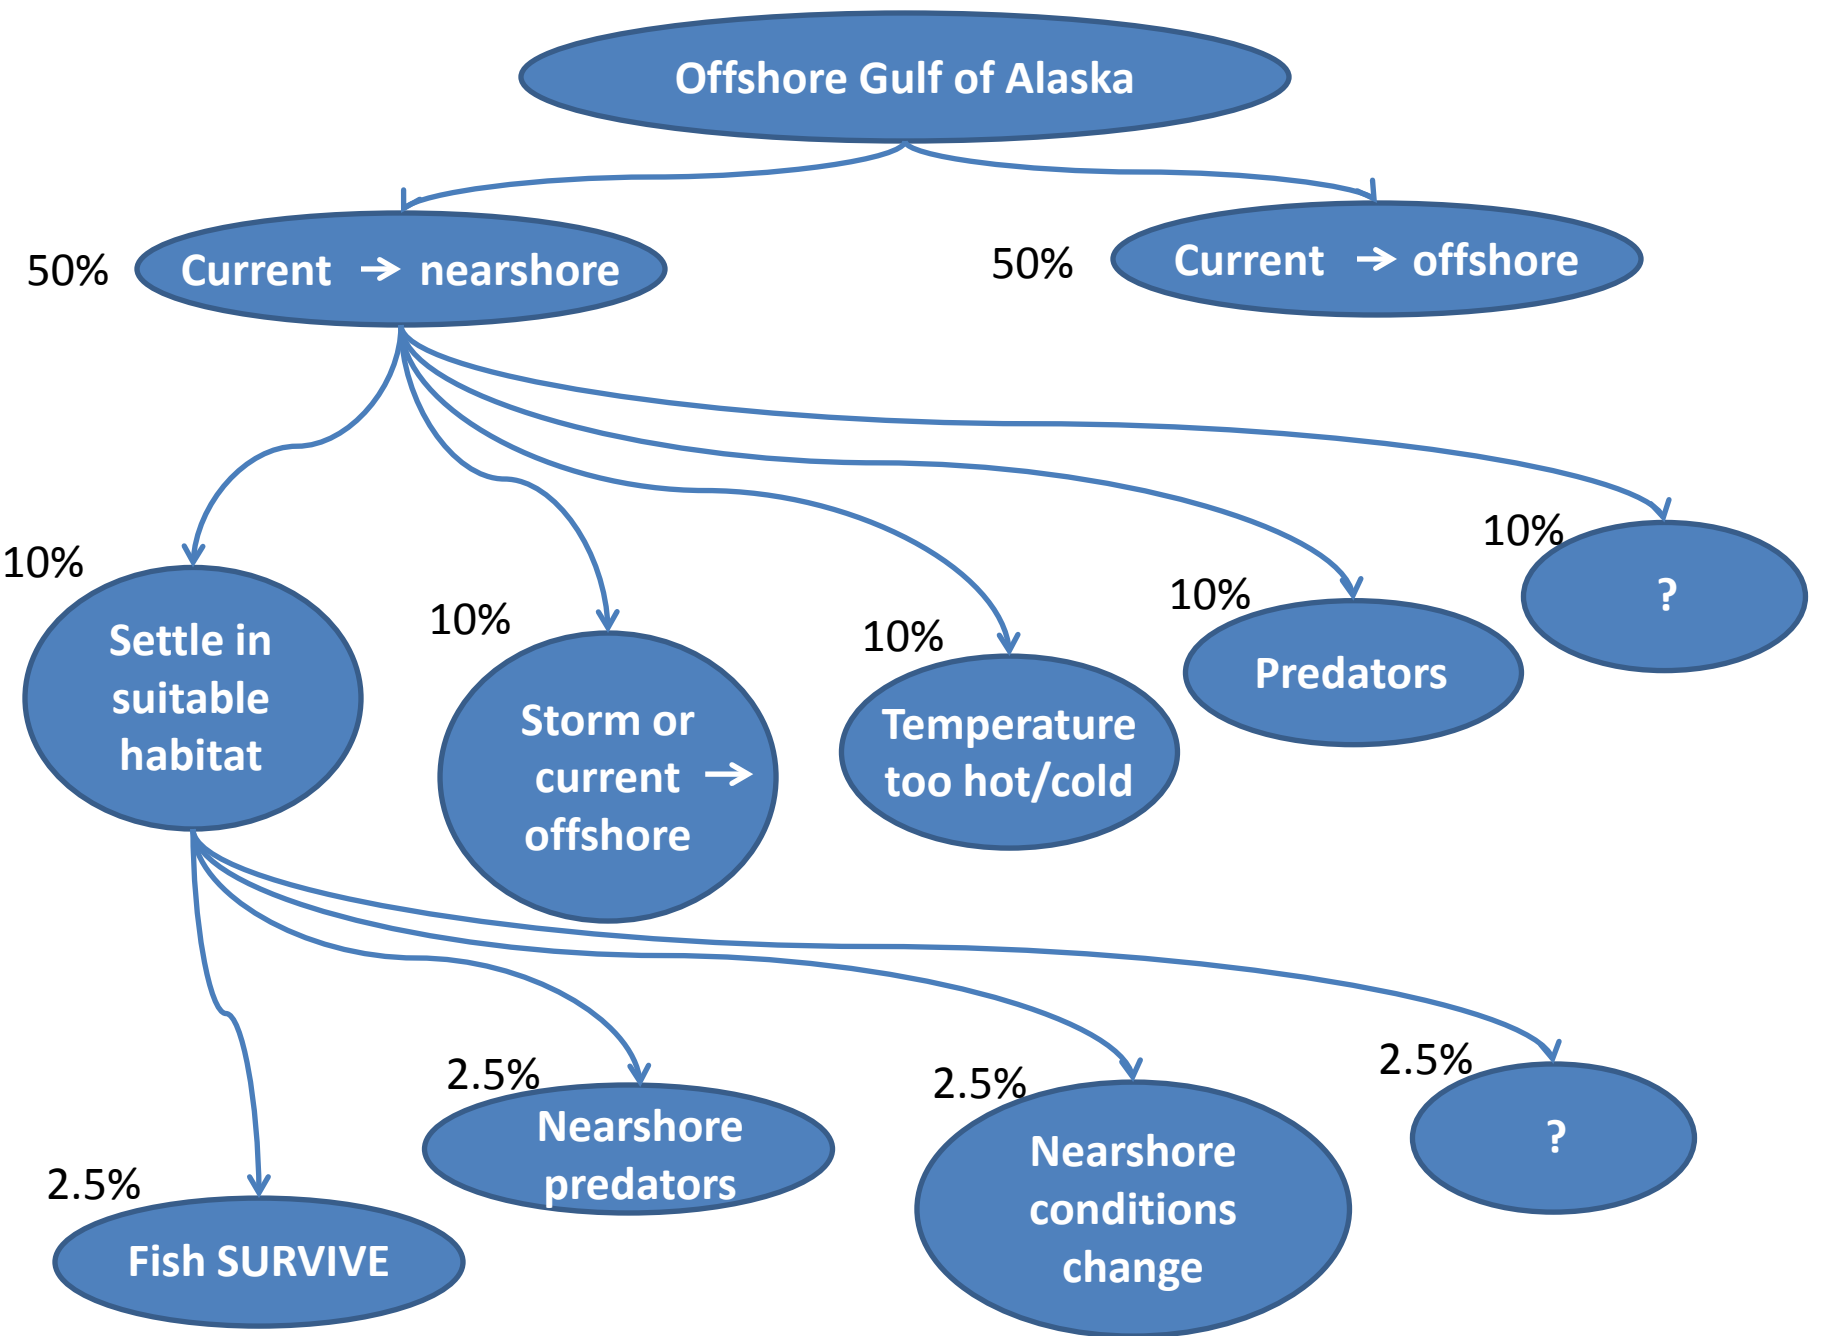 Offshore Gulf of Alaska
50%
Current → nearshore
50%
Current → offshore
10%
Settle in
suitable
habitat
10%
Storm or
current →
offshore
10%
Temperature
too hot/cold
10%
Predators
10%
?
2.5%
Fish SURVIVE
2.5%
Nearshore
predators
2.5%
Nearshore
conditions
change
2.5%
?